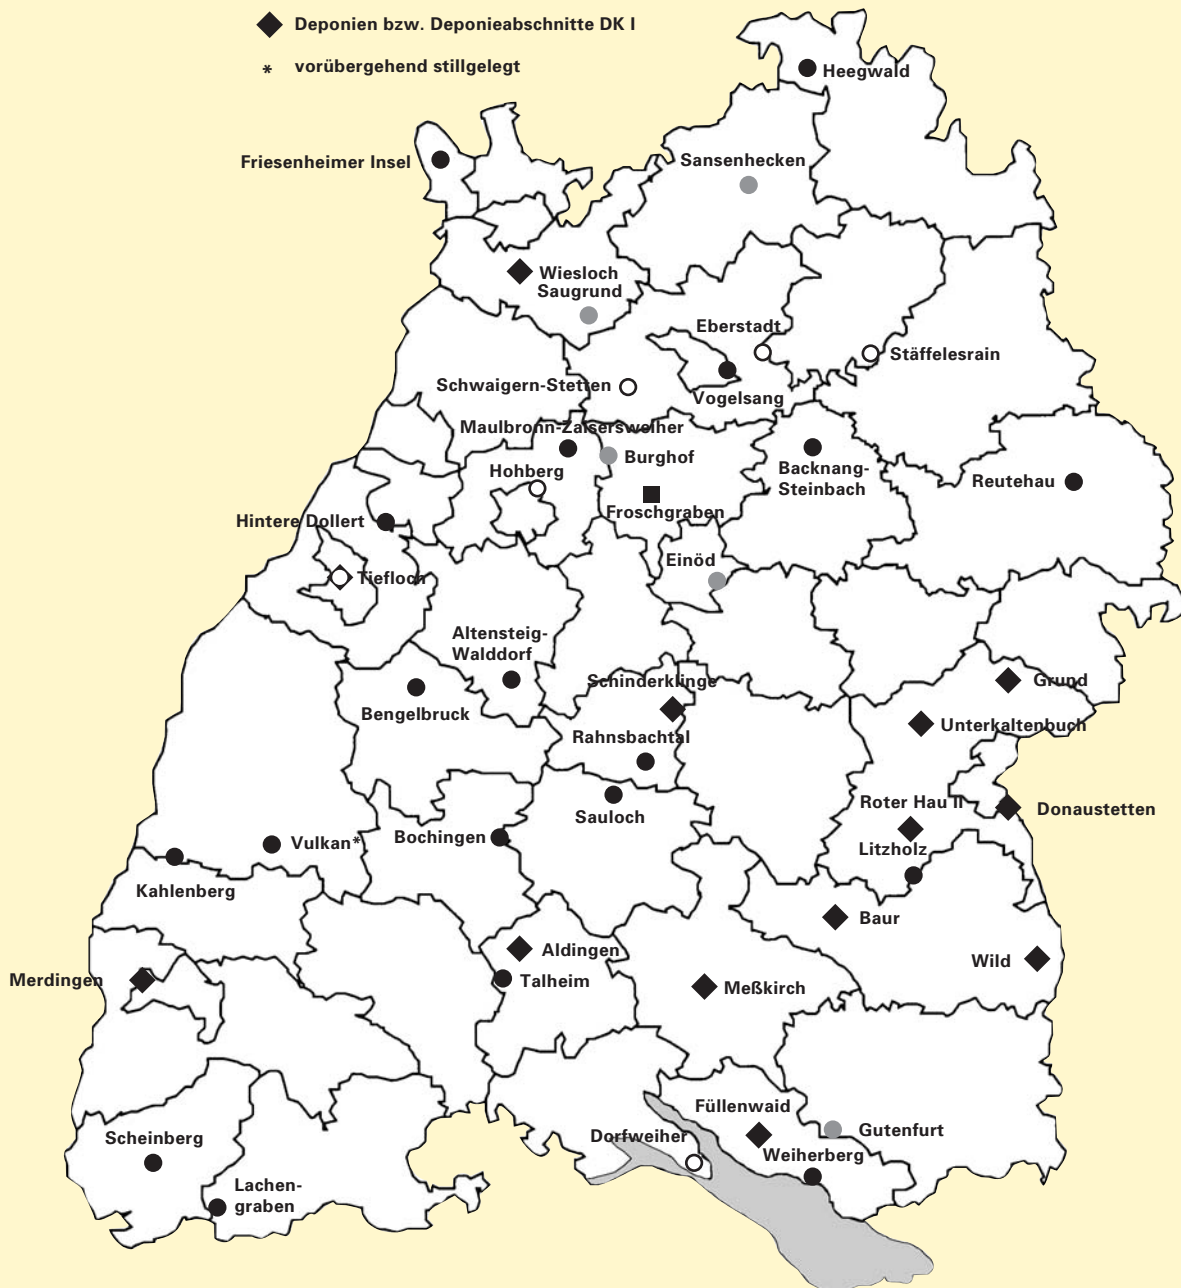 Deponien bzw. Deponieabschnitte DK I
* vorübergehend stillgelegt
Heegwald
Friesenheimer Insel
Sansenhecken
Wiesloch
Saugrund
Eberstadt
Stäffelesrain
Schwaigern-Stetten
Vogelsang
Maulbronn-Zaisersweiher
Burghof
Hohberg
Backnang-
Steinbach
Reutehau
Froschgraben
Hintere Dollert
Einöd
Tiefloch
Altensteig-
Walddorf
Schinderklinge
Grund
Bengelbruck
Unterkaltenbuch
Rahnsbachtal
Roter Hau II
Donaustetten
Sauloch
Bochingen
Vulkan*
Litzholz
Kahlenberg
Baur
Aldingen
Wild
Merdingen
Talheim
Meßkirch
Füllenwaid
Gutenfurt
Scheinberg
Dorfweiher
Weiherberg
Lachen-
graben